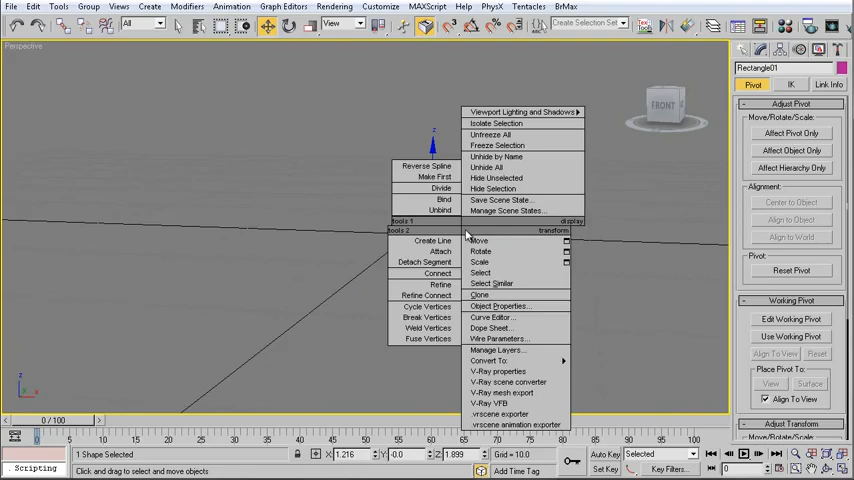 File Edit Tools Group Views Create Modifiers Animation Graph Editors Rendering Customize MAXScript Help PhysX Tentacles BrMax
All View Create Selection Set
Perspective
FRONT
z
Viewport Lighting and Shadows
Isolate Selection
Unfreeze All
Freeze Selection
Unhide by Name
Unhide All
Hide Unselected
Hide Selection
Save Scene State...
Manage Scene States...
Reverse Spline
Make First
Divide
Bind
Unbind
tools 1 display
tools 2 transform
Create Line
Attach
Detach Segment
Connect
Refine
Refine Connect
Cycle Vertices
Break Vertices
Weld Vertices
Fuse Vertices
Move
Rotate
Scale
Select
Select Similar
Clone
Object Properties...
Curve Editor...
Dope Sheet...
Wire Parameters...
Manage Layers...
Convert To:
V-Ray properties
V-Ray scene converter
V-Ray mesh export
V-Ray VFB
.vrscene exporter
.vrscene animation exporter
Rectangle01
Pivot IK Link Info
- Adjust Pivot
Move/Rotate/Scale:
Affect Pivot Only
Affect Object Only
Affect Hierarchy Only
Alignment:
Center to Object
Align to Object
Align to World
Pivot:
Reset Pivot
- Working Pivot
Edit Working Pivot
Use Working Pivot
Align To View Reset
Place Pivot To:
View Surface
Align To View
- Adjust Transform
Move/Rotate/Scale:
z
x
0 / 100
0 5 10 15 20 25 30 35 40 45 50 55 60 65 70 75 80 85 90 95 100
1 Shape Selected X: 1.216 Y: -0.0 Z: 1.899 Grid = 10.0 Auto Key Selected
. Scripting Click and drag to select and move objects Add Time Tag Set Key Key Filters... 0